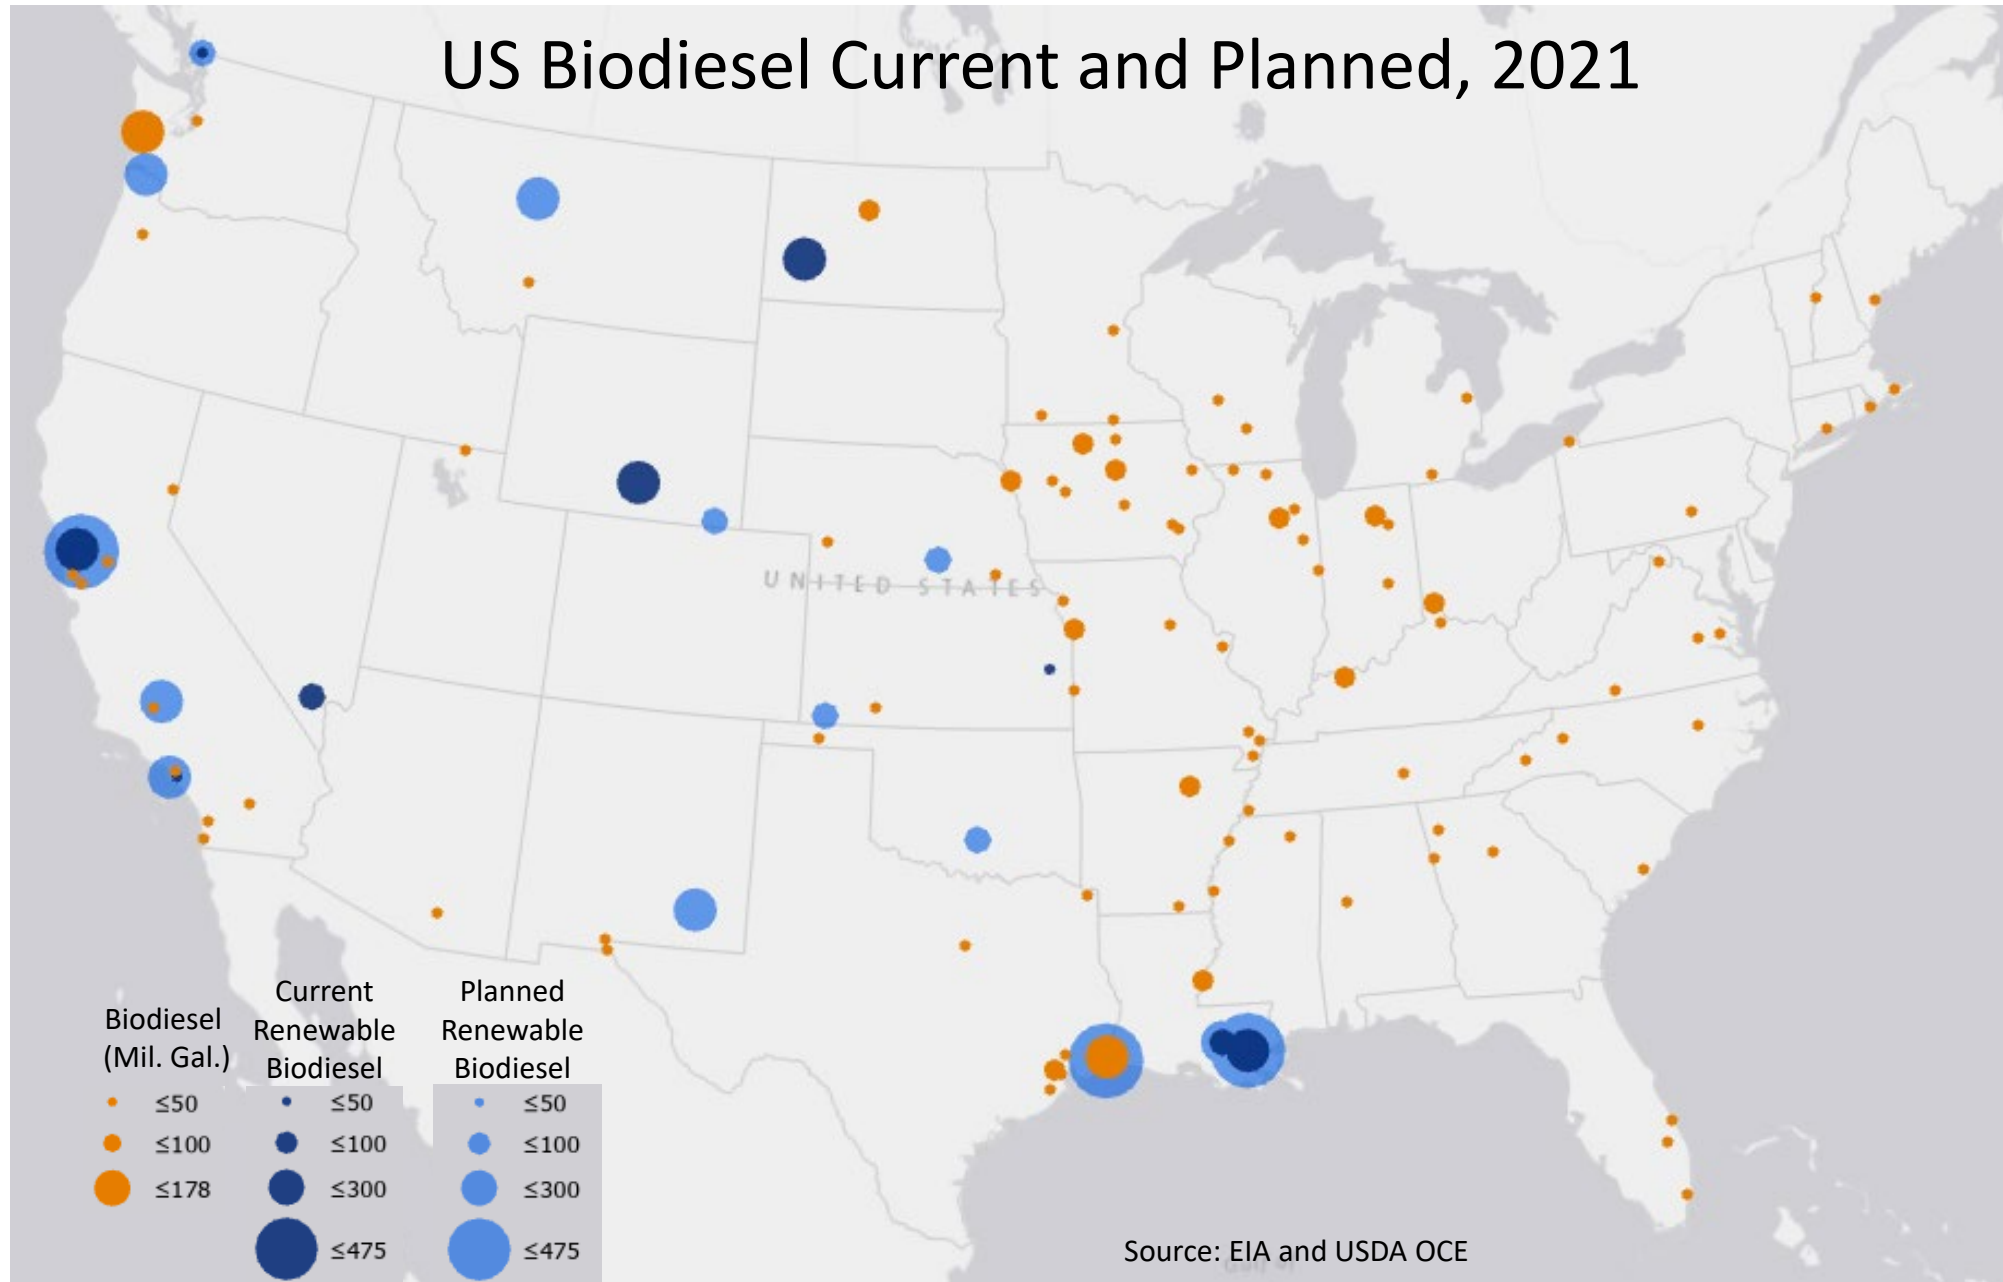 US Biodiesel Current and Planned, 2021
UNITED STATES
Biodiesel
(Mil. Gal.)
≤50
≤100
≤178
Current
Renewable
Biodiesel
≤50
≤100
≤300
≤475
Planned
Renewable
Biodiesel
≤50
≤100
≤300
≤475
Source: EIA and USDA OCE